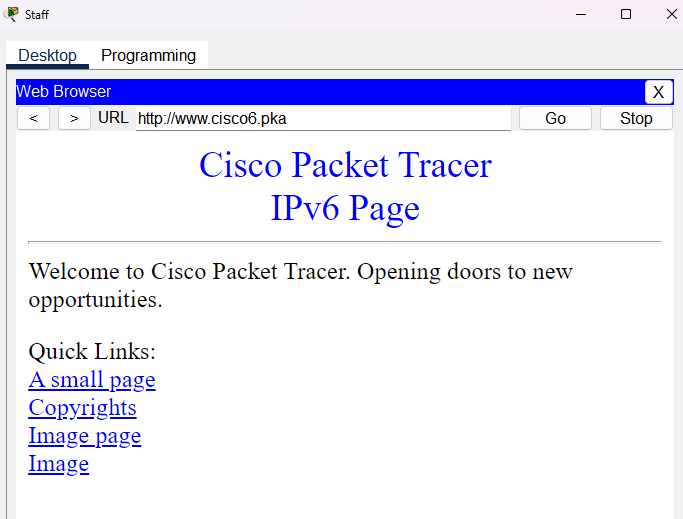 Staff
Desktop Programming
Web Browser X
< > URL http://www.cisco6.pka Go Stop
Cisco Packet Tracer
IPv6 Page
Welcome to Cisco Packet Tracer. Opening doors to new
opportunities.
Quick Links:
A small page
Copyrights
Image page
Image